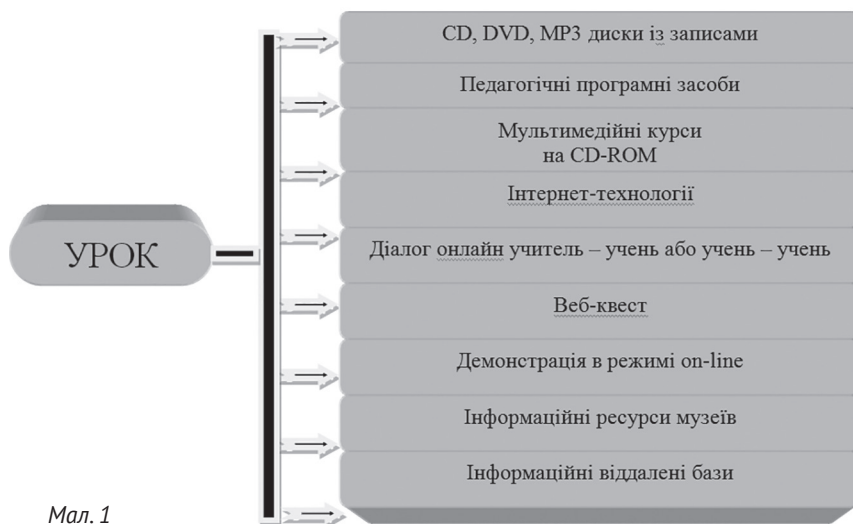 CD, DVD, MP3 диски із записами
Педагогічні програмні засоби
Мультимедійні курси
на CD-ROM
Інтернет-технології
УРОК
Діалог онлайн учитель – учень або учень – учень
Веб-квест
Демонстрація в режимі on-line
Інформаційні ресурси музеїв
Інформаційні віддалені бази
Мал. 1